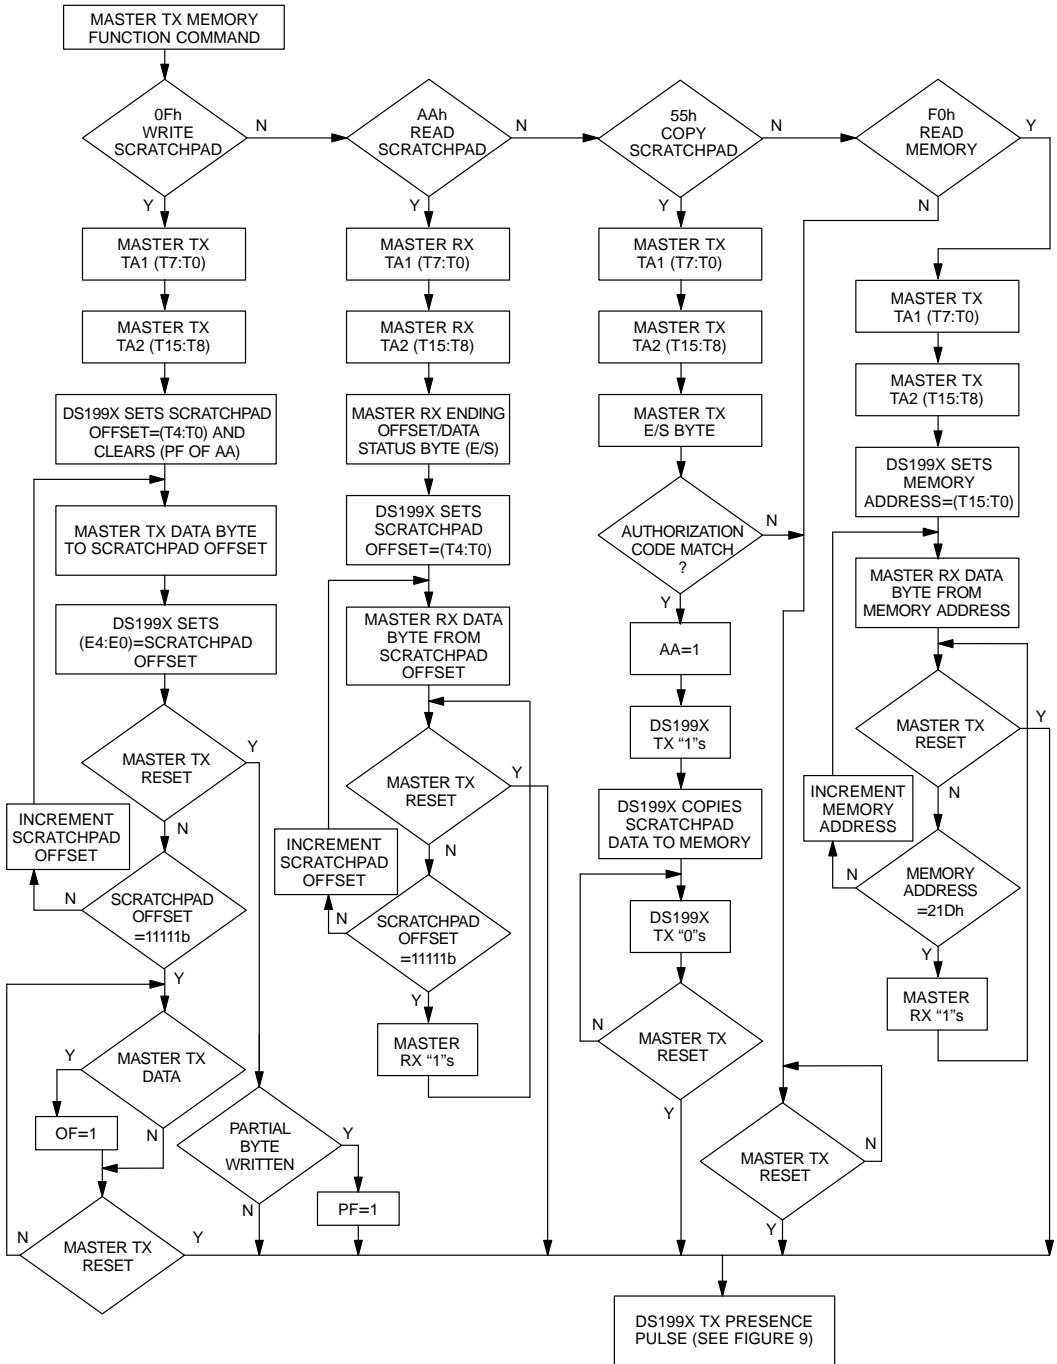 MASTER TX MEMORY
FUNCTION COMMAND
0Fh
WRITE
SCRATCHPAD
N
Y
AAh
READ
SCRATCHPAD
N
Y
55h
COPY
SCRATCHPAD
N
Y
F0h
READ
MEMORY
Y
N
MASTER TX
TA1 (T7:T0)
MASTER TX
TA2 (T15:T8)
DS199X SETS SCRATCHPAD
OFFSET=(T4:T0) AND
CLEARS (PF OF AA)
MASTER TX DATA BYTE
TO SCRATCHPAD OFFSET
DS199X SETS
(E4:E0)=SCRATCHPAD
OFFSET
MASTER TX
RESET
Y
N
INCREMENT
SCRATCHPAD
OFFSET
SCRATCHPAD
OFFSET
=11111b
N
Y
MASTER TX
DATA
Y
N
OF=1
MASTER TX
RESET
N
Y
PARTIAL
BYTE
WRITTEN
Y
N
PF=1
MASTER RX
TA1 (T7:T0)
MASTER RX
TA2 (T15:T8)
MASTER RX ENDING
OFFSET/DATA
STATUS BYTE (E/S)
DS199X SETS
SCRATCHPAD
OFFSET=(T4:T0)
MASTER RX DATA
BYTE FROM
SCRATCHPAD
OFFSET
MASTER TX
RESET
Y
N
INCREMENT
SCRATCHPAD
OFFSET
SCRATCHPAD
OFFSET
=11111b
N
Y
MASTER
RX “1”s
MASTER TX
TA1 (T7:T0)
MASTER TX
TA2 (T15:T8)
MASTER TX
E/S BYTE
AUTHORIZATION
CODE MATCH
?
N
Y
AA=1
DS199X
TX “1”s
DS199X COPIES
SCRATCHPAD
DATA TO MEMORY
DS199X
TX “0”s
MASTER TX
RESET
N
Y
MASTER TX
RESET
N
Y
MASTER TX
TA1 (T7:T0)
MASTER TX
TA2 (T15:T8)
DS199X SETS
MEMORY
ADDRESS=(T15:T0)
MASTER RX DATA
BYTE FROM
MEMORY ADDRESS
MASTER TX
RESET
Y
N
INCREMENT
MEMORY
ADDRESS
MEMORY
ADDRESS
=21Dh
N
Y
MASTER
RX “1”s
DS199X TX PRESENCE
PULSE (SEE FIGURE 9)